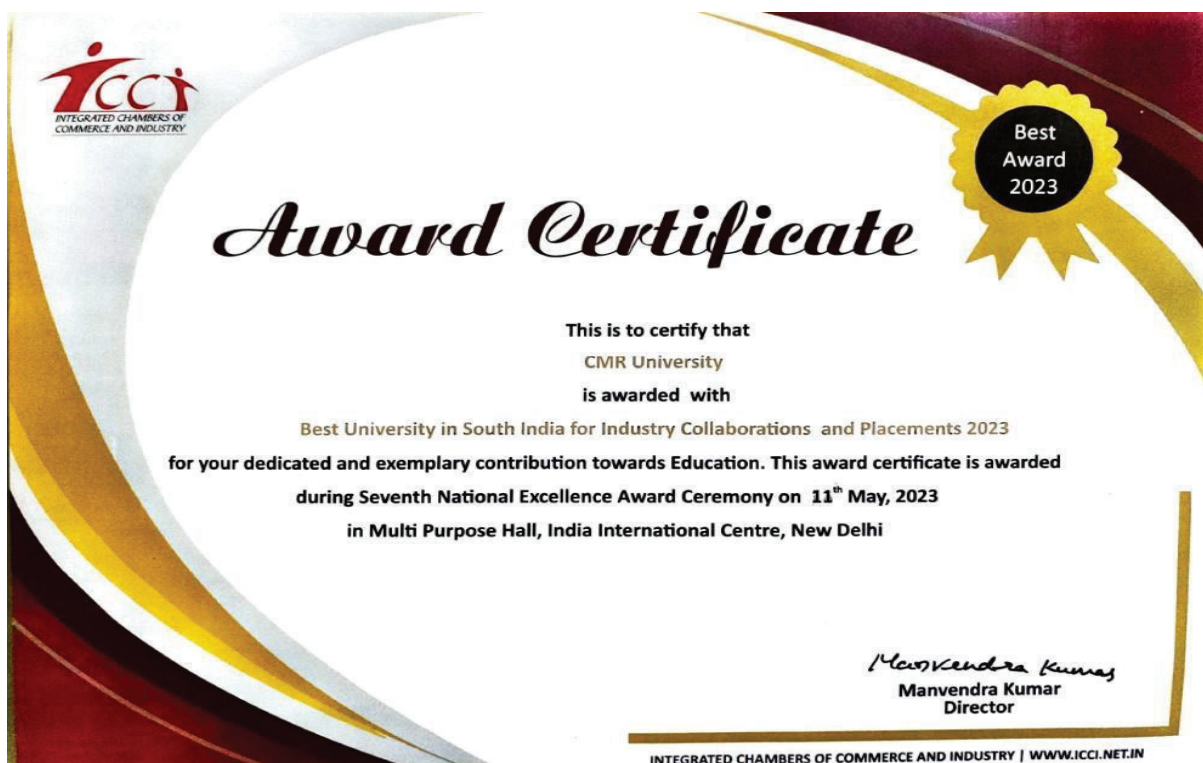 ICCI
INTEGRATED CHAMBERS OF
COMMERCE AND INDUSTRY
Best
Award
2023
Award Certificate
This is to certify that
CMR University
is awarded with
Best University in South India for Industry Collaborations and Placements 2023
for your dedicated and exemplary contribution towards Education. This award certificate is awarded
during Seventh National Excellence Award Ceremony on 11th May, 2023
in Multi Purpose Hall, India International Centre, New Delhi
Manvendra Kumar
Manvendra Kumar
Director
INTEGRATED CHAMBERS OF COMMERCE AND INDUSTRY | WWW.ICCI.NET.IN